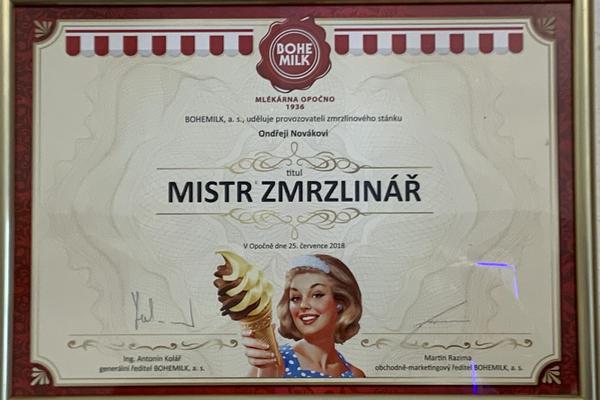 BOHE
MILK
MLÉKÁRNA OPOČNO
1936
BOHEMILK, a. s., uděluje provozovateli zmrzlinového stánku
Ondřeji Novákovi
titul
MISTR ZMRZLINÁŘ
V Opočně dne 25. července 2018
Ing. Antonín Kolář
generální ředitel BOHEMILK, a. s.
Martin Razima
obchodně-marketingový ředitel BOHEMILK, a. s.